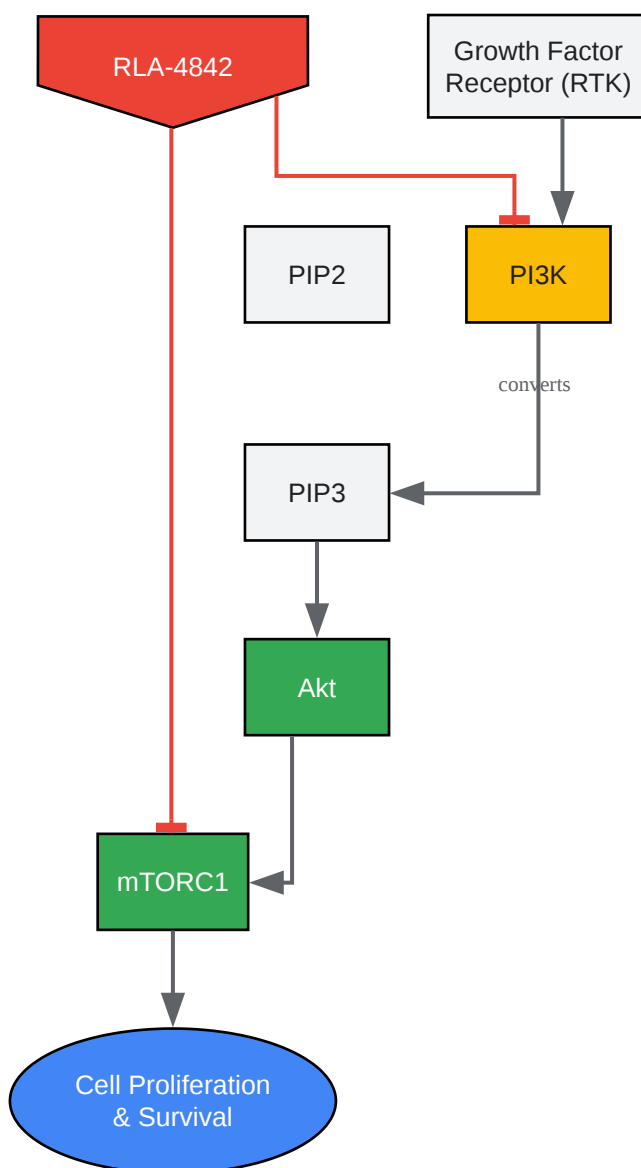 RLA-4842
Growth Factor
Receptor (RTK)
PIP2
PI3K
converts
PIP3
Akt
mTORC1
Cell Proliferation
& Survival